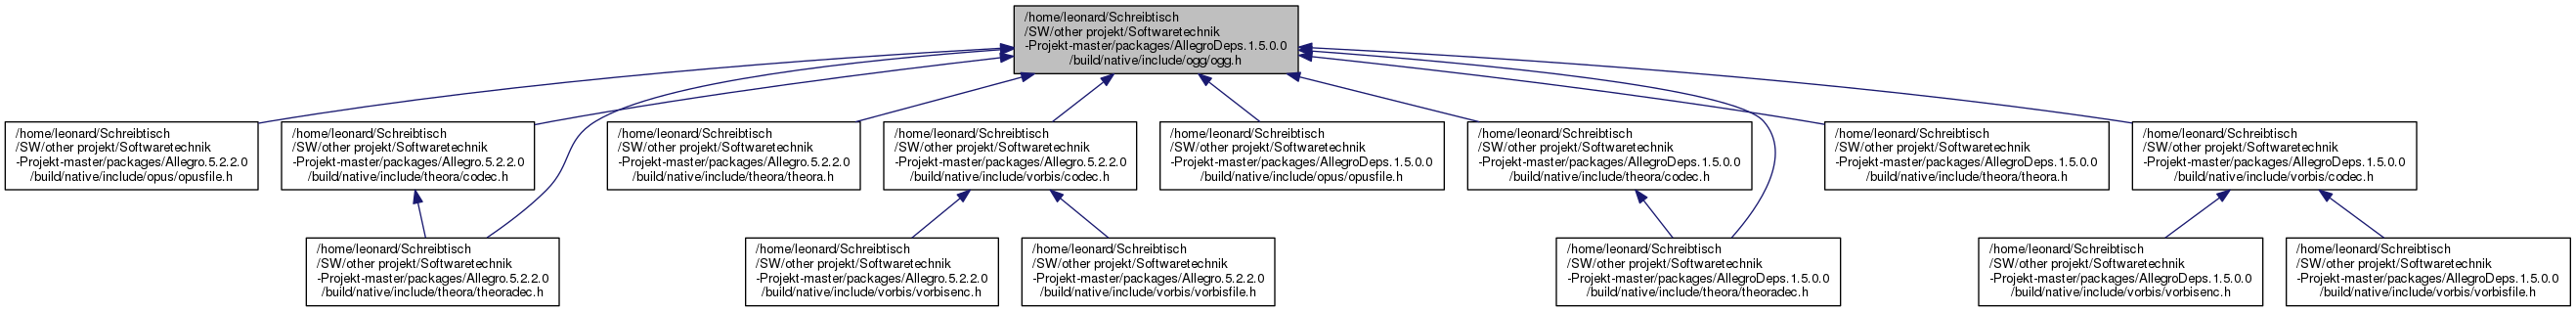 /home/leonard/Schreibtisch
/SW/other projekt/Softwaretechnik
-Projekt-master/packages/AllegroDeps.1.5.0.0
/build/native/include/ogg/ogg.h
/home/leonard/Schreibtisch
/SW/other projekt/Softwaretechnik
-Projekt-master/packages/Allegro.5.2.2.0
/build/native/include/opus/opusfile.h
/home/leonard/Schreibtisch
/SW/other projekt/Softwaretechnik
-Projekt-master/packages/Allegro.5.2.2.0
/build/native/include/theora/codec.h
/home/leonard/Schreibtisch
/SW/other projekt/Softwaretechnik
-Projekt-master/packages/Allegro.5.2.2.0
/build/native/include/theora/theora.h
/home/leonard/Schreibtisch
/SW/other projekt/Softwaretechnik
-Projekt-master/packages/Allegro.5.2.2.0
/build/native/include/vorbis/codec.h
/home/leonard/Schreibtisch
/SW/other projekt/Softwaretechnik
-Projekt-master/packages/AllegroDeps.1.5.0.0
/build/native/include/opus/opusfile.h
/home/leonard/Schreibtisch
/SW/other projekt/Softwaretechnik
-Projekt-master/packages/AllegroDeps.1.5.0.0
/build/native/include/theora/codec.h
/home/leonard/Schreibtisch
/SW/other projekt/Softwaretechnik
-Projekt-master/packages/AllegroDeps.1.5.0.0
/build/native/include/theora/theora.h
/home/leonard/Schreibtisch
/SW/other projekt/Softwaretechnik
-Projekt-master/packages/AllegroDeps.1.5.0.0
/build/native/include/vorbis/codec.h
/home/leonard/Schreibtisch
/SW/other projekt/Softwaretechnik
-Projekt-master/packages/Allegro.5.2.2.0
/build/native/include/theora/theoradec.h
/home/leonard/Schreibtisch
/SW/other projekt/Softwaretechnik
-Projekt-master/packages/Allegro.5.2.2.0
/build/native/include/vorbis/vorbisenc.h
/home/leonard/Schreibtisch
/SW/other projekt/Softwaretechnik
-Projekt-master/packages/Allegro.5.2.2.0
/build/native/include/vorbis/vorbisfile.h
/home/leonard/Schreibtisch
/SW/other projekt/Softwaretechnik
-Projekt-master/packages/AllegroDeps.1.5.0.0
/build/native/include/theora/theoradec.h
/home/leonard/Schreibtisch
/SW/other projekt/Softwaretechnik
-Projekt-master/packages/AllegroDeps.1.5.0.0
/build/native/include/vorbis/vorbisenc.h
/home/leonard/Schreibtisch
/SW/other projekt/Softwaretechnik
-Projekt-master/packages/AllegroDeps.1.5.0.0
/build/native/include/vorbis/vorbisfile.h